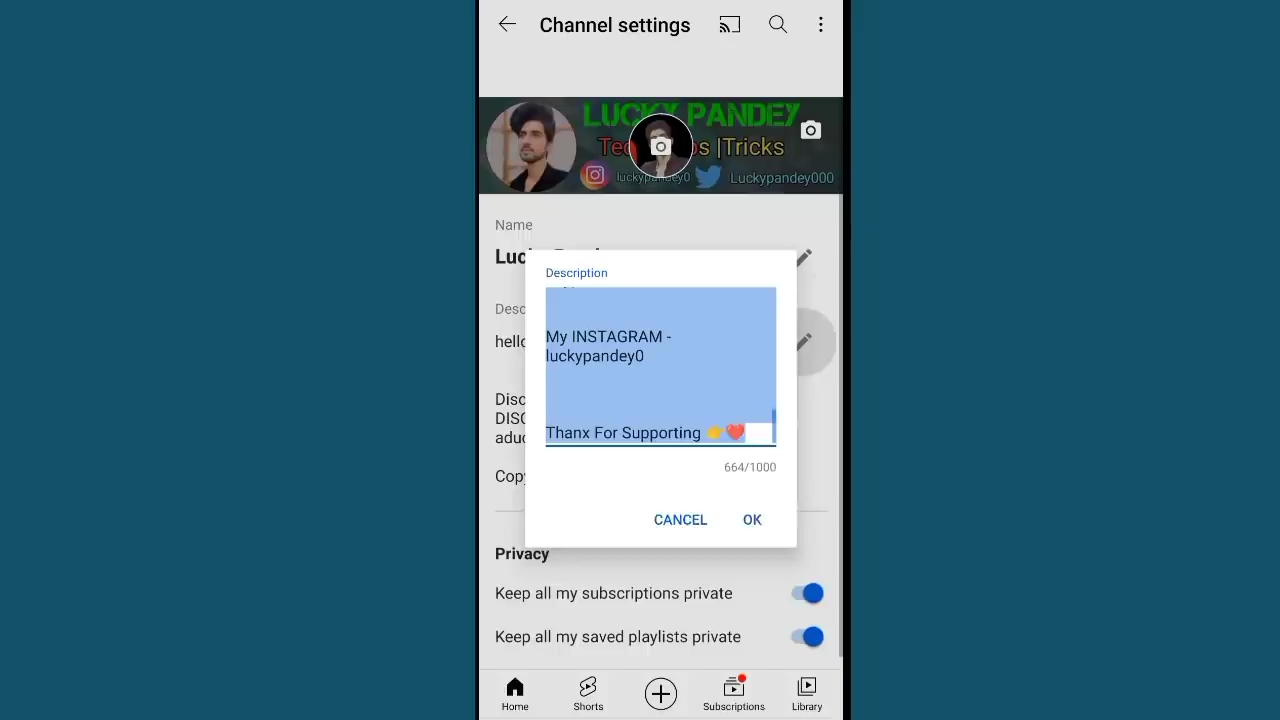 Channel settings
LUCKY PANDEY
s |Tricks
luckypandey0
Luckypandey000
Name
Description
My INSTAGRAM -
luckypandey0
hello
Thanx For Supporting 👉❤️
664/1000
CANCEL OK
Privacy
Keep all my subscriptions private
Keep all my saved playlists private
Home Shorts Subscriptions Library